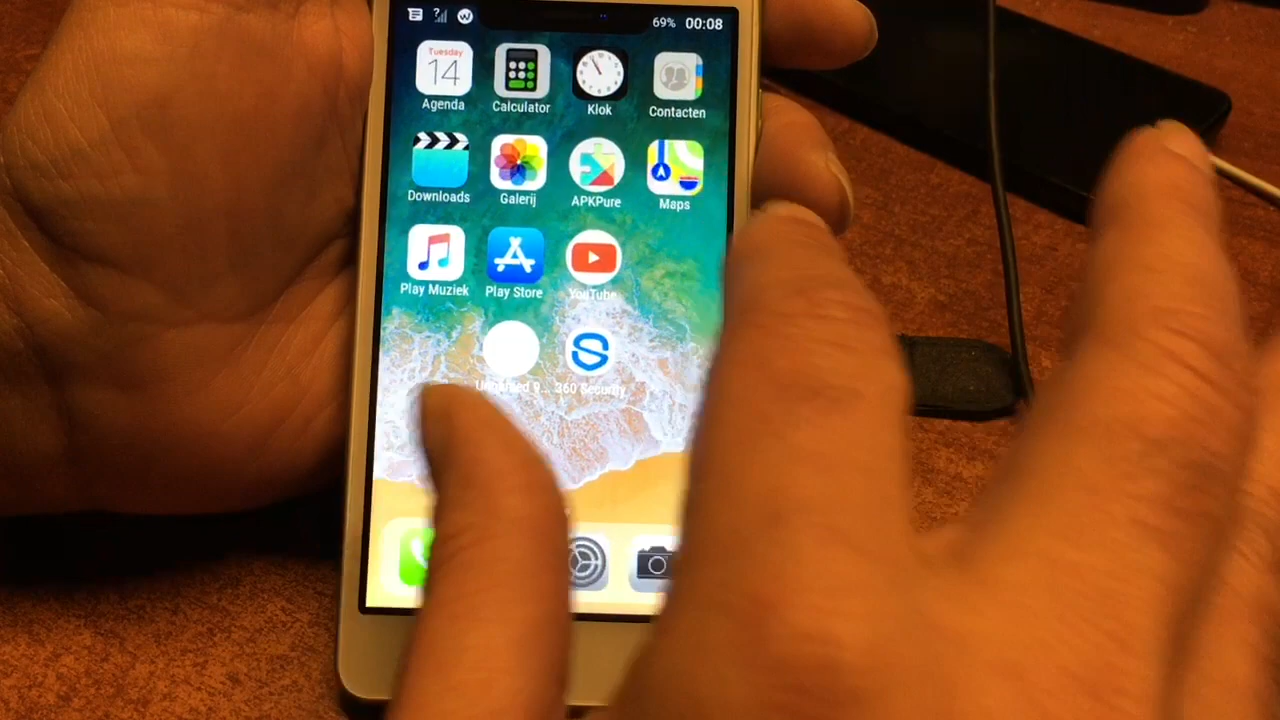 ? 69% 00:08
Tuesday
14
Agenda Calculator Klok Contacten
Downloads Galerij APKPure Maps
Play Muziek Play Store YouTube
360 Security